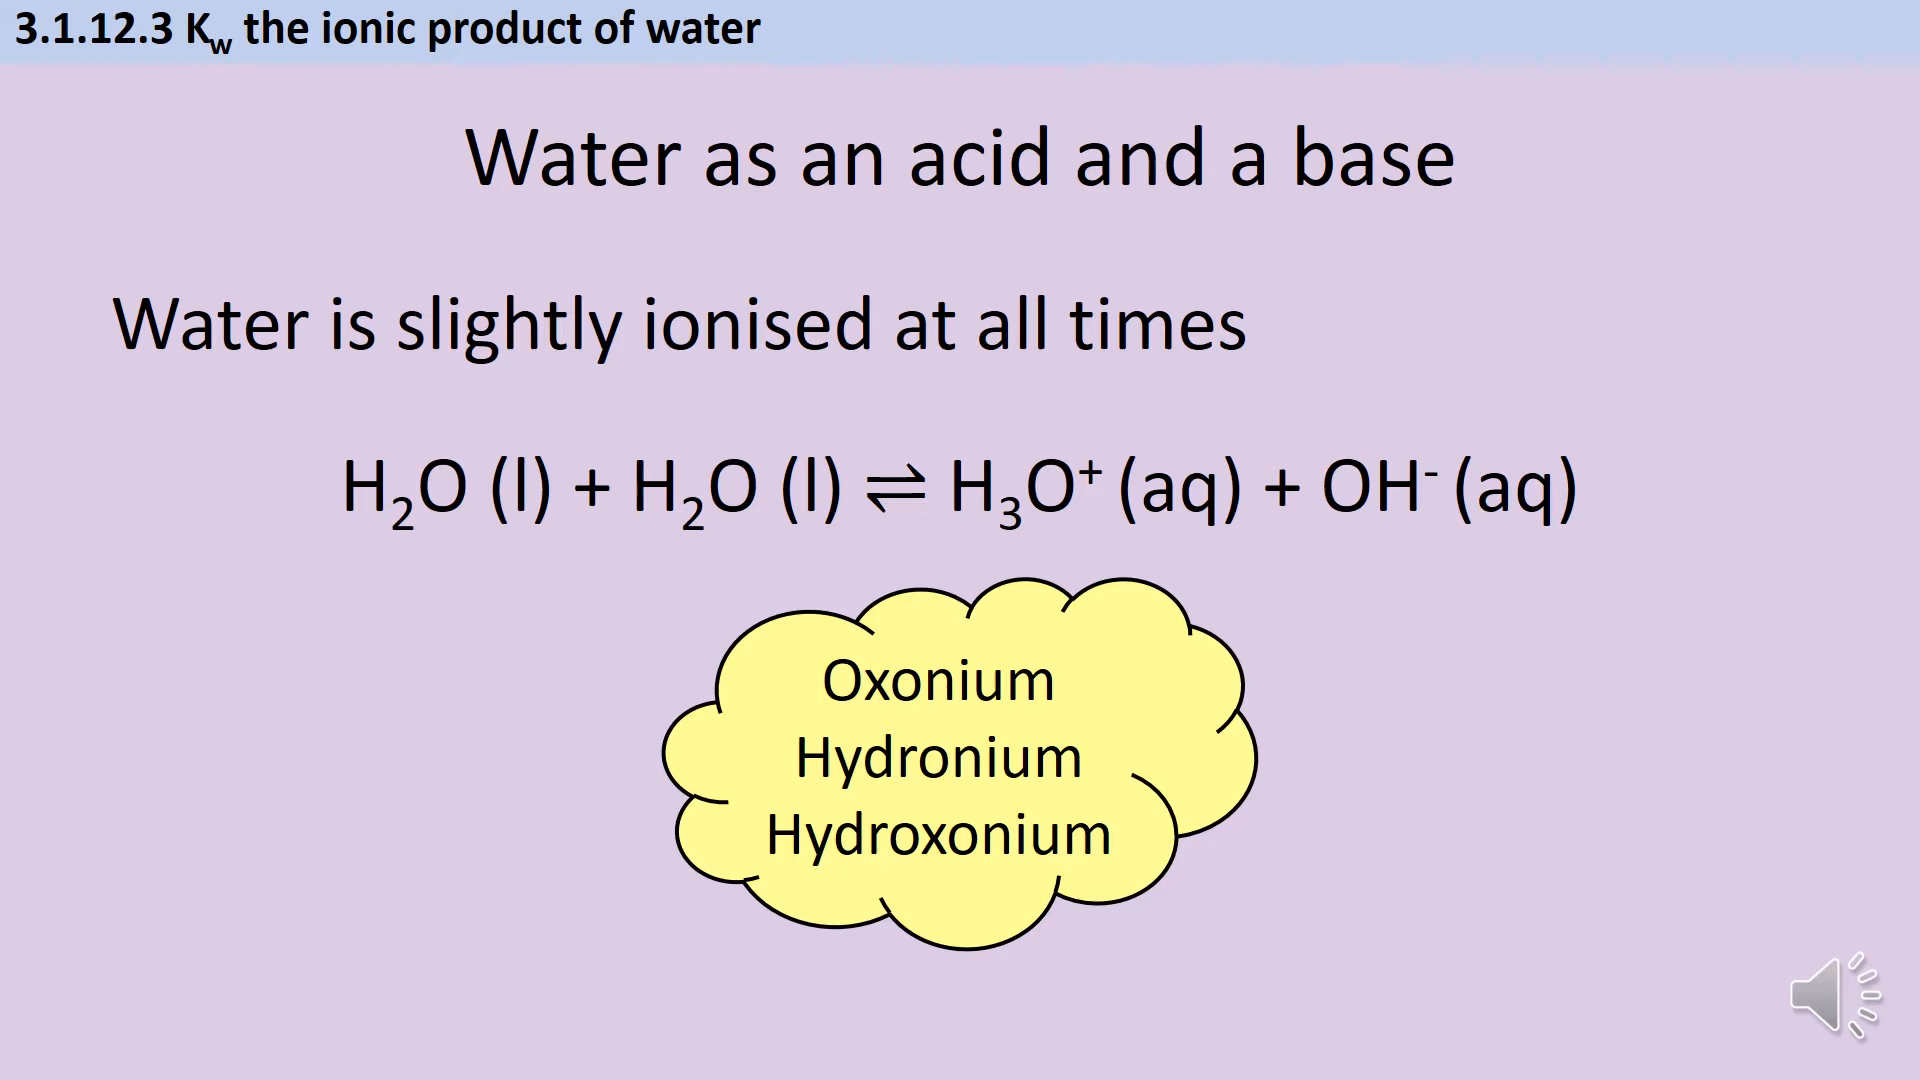 3.1.12.3 Kw the ionic product of water
Water as an acid and a base
Water is slightly ionised at all times
H₂O (l) + H₂O (l) ⇌ H₃O⁺ (aq) + OH⁻ (aq)
Oxonium
Hydronium
Hydroxonium